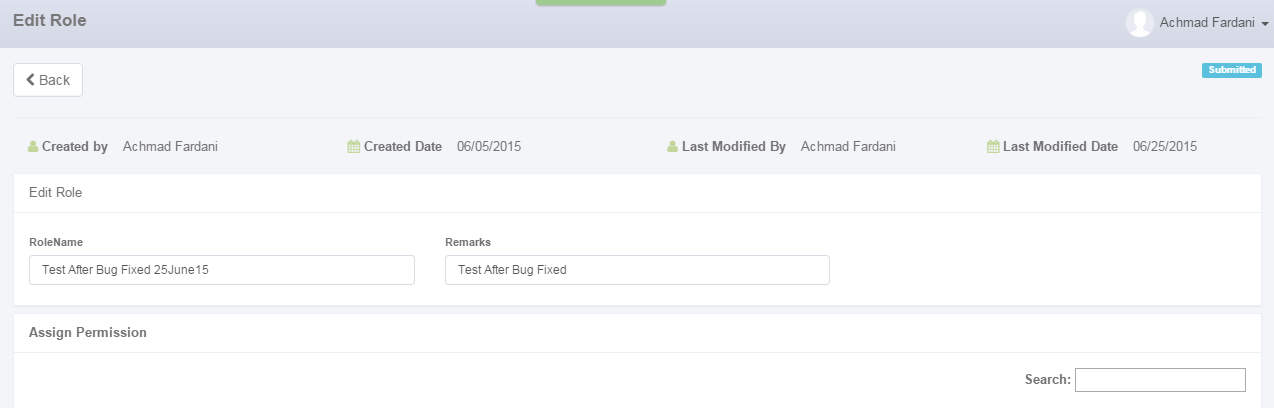 Edit Role
Achmad Fardani
Back
Submitted
Created by Achmad Fardani Created Date 06/05/2015 Last Modified By Achmad Fardani Last Modified Date 06/25/2015
Edit Role
RoleName Remarks
Test After Bug Fixed 25June15 Test After Bug Fixed
Assign Permission
Search: